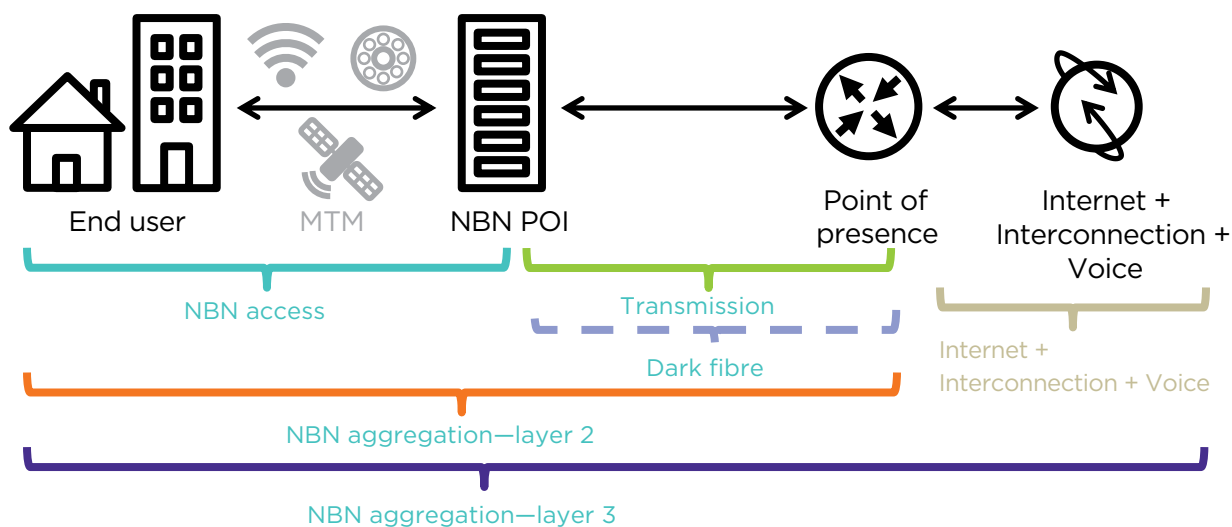 End user
MTM
NBN POI
Point of
presence
Internet +
Interconnection +
Voice
NBN access
Transmission
Dark fibre
Internet +
Interconnection + Voice
NBN aggregation—layer 2
NBN aggregation—layer 3